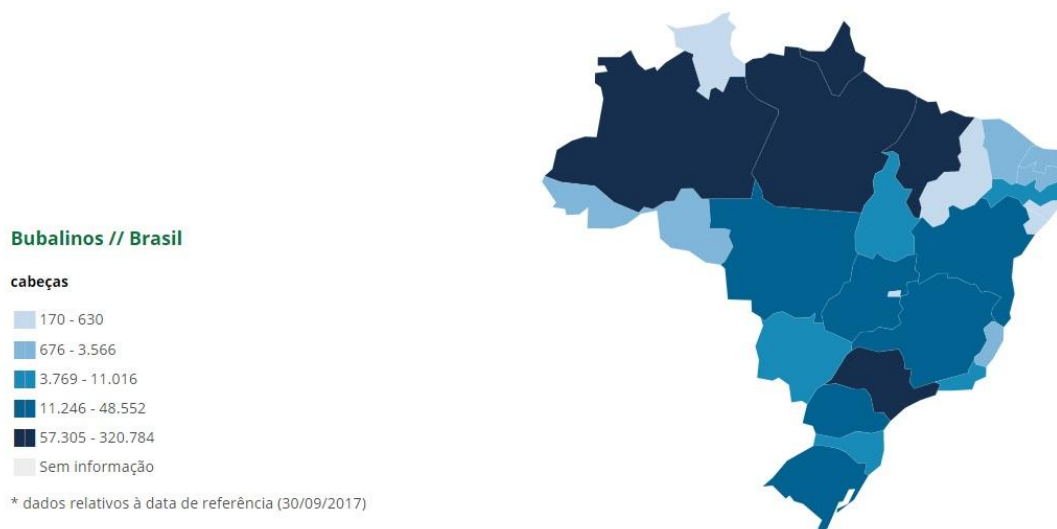 Bubalinos // Brasil
cabeças
170 - 630
676 - 3.566
3.769 - 11.016
11.246 - 48.552
57.305 - 320.784
Sem informação
* dados relativos à data de referência (30/09/2017)